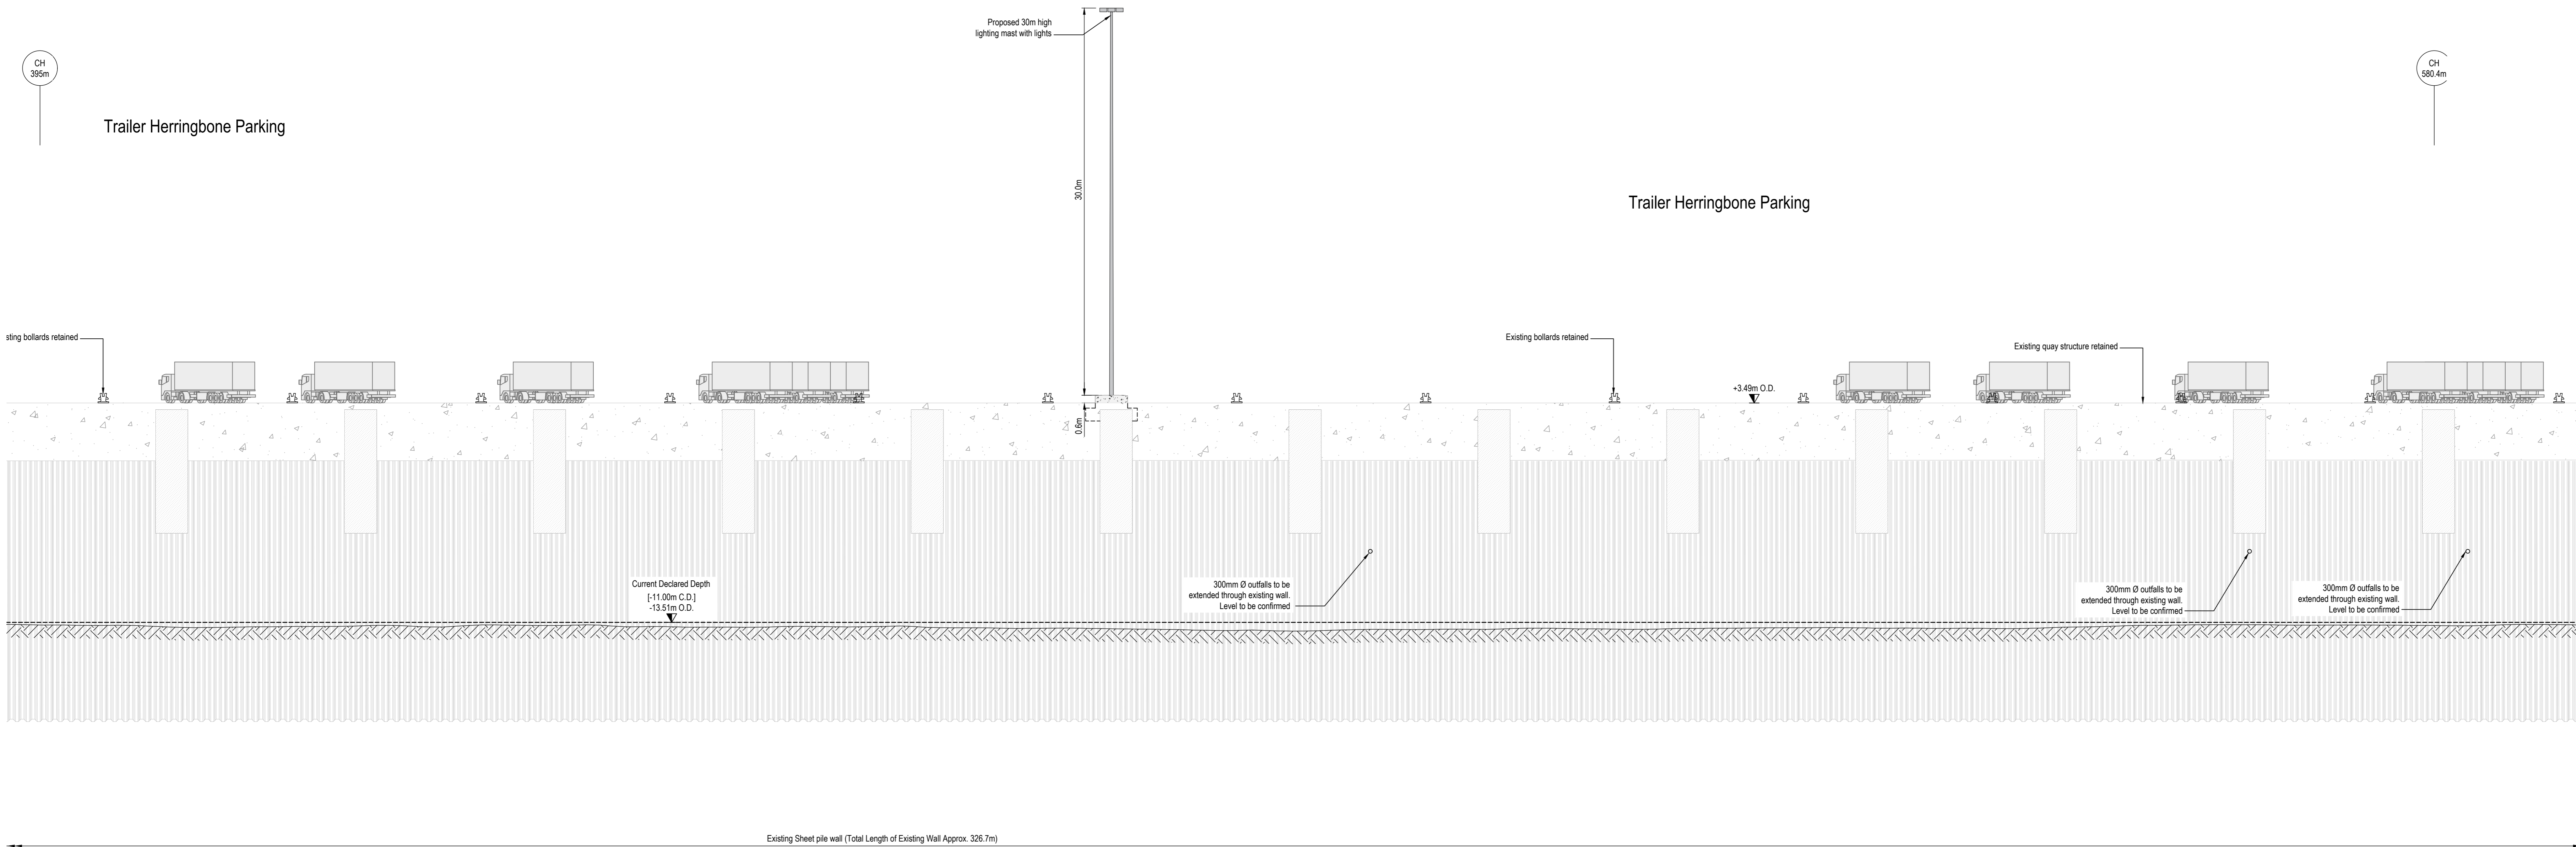 Proposed 30m high
lighting mast with lights
CH
395m
CH
580.4m
Trailer Herringbone Parking
30.0m
Trailer Herringbone Parking
sting bollards retained
Existing bollards retained
Existing quay structure retained
+3.49m O.D.
0.6m
Current Declared Depth
[-11.00m C.D.]
-13.51m O.D.
300mm Ø outfalls to be
extended through existing wall.
Level to be confirmed
300mm Ø outfalls to be
extended through existing wall.
Level to be confirmed
300mm Ø outfalls to be
extended through existing wall.
Level to be confirmed
Existing Sheet pile wall (Total Length of Existing Wall Approx. 326.7m)